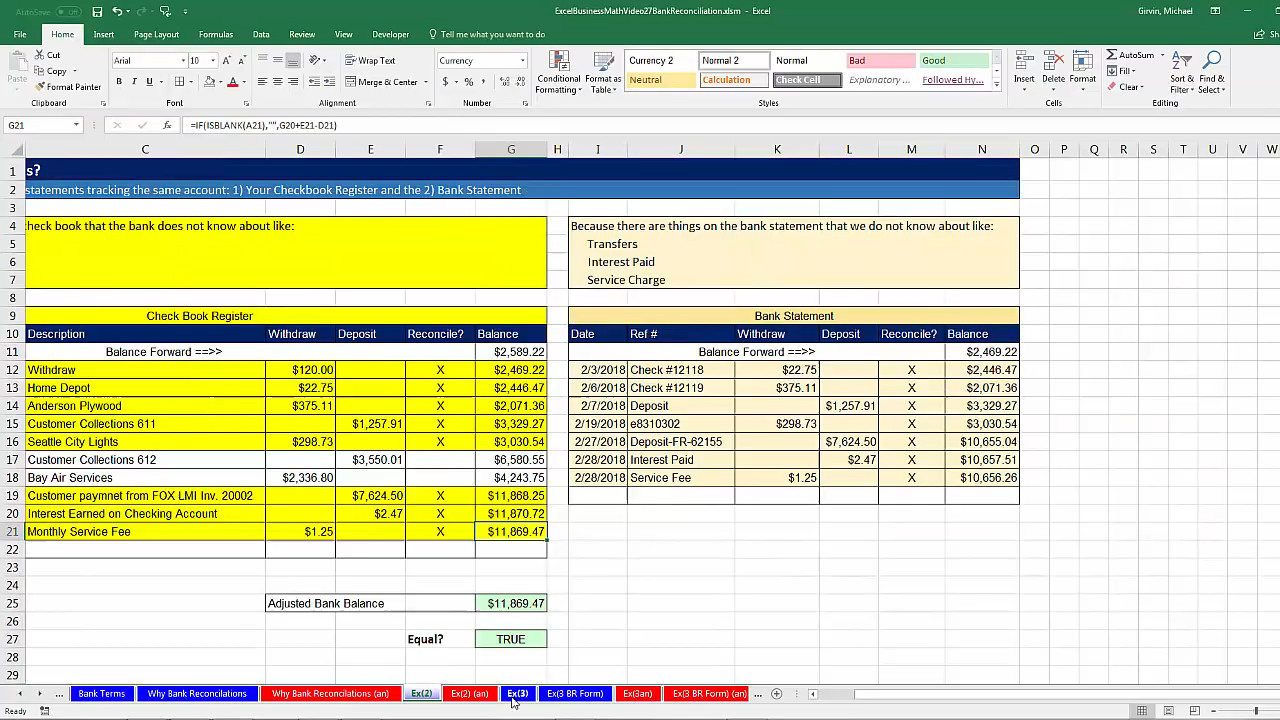 AutoSave Off
ExcelBusinessMathVideo27BankReconciliation.xlsm - Excel
Girvin, Michael
File Home Insert Page Layout Formulas Data Review View Developer Tell me what you want to do
Cut
Copy
Format Painter
Paste
Clipboard
Arial 10
B I U
Font
Wrap Text
Merge & Center
Alignment
Currency
$ % ,
Number
Conditional Formatting
Format as Table
Currency 2 Normal 2 Normal Bad Good
Neutral Calculation Check Cell Explanatory ... Followed Hy...
Styles
Insert Delete Format
Cells
AutoSum
Fill
Clear
Sort & Filter
Find & Select
Editing
G21 fx =IF(ISBLANK(A21),"",G20+E21-D21)
C D E F G H I J K L M N O P Q R S T U V W
1 s?
2 statements tracking the same account: 1) Your Checkbook Register and the 2) Bank Statement
3
4 check book that the bank does not know about like: Because there are things on the bank statement that we do not know about like:
5 Transfers
6 Interest Paid
7 Service Charge
8
9 Check Book Register Bank Statement
10 Description Withdraw Deposit Reconcile? Balance Date Ref # Withdraw Deposit Reconcile? Balance
11 Balance Forward ==>> $2,589.22 Balance Forward ==>> $2,469.22
12 Withdraw $120.00 X $2,469.22 2/3/2018 Check #12118 $22.75 X $2,446.47
13 Home Depot $22.75 X $2,446.47 2/6/2018 Check #12119 $375.11 X $2,071.36
14 Anderson Plywood $375.11 X $2,071.36 2/7/2018 Deposit $1,257.91 X $3,329.27
15 Customer Collections 611 $1,257.91 X $3,329.27 2/19/2018 e8310302 $298.73 X $3,030.54
16 Seattle City Lights $298.73 X $3,030.54 2/27/2018 Deposit-FR-62155 $7,624.50 X $10,655.04
17 Customer Collections 612 $3,550.01 $6,580.55 2/28/2018 Interest Paid $2.47 X $10,657.51
18 Bay Air Services $2,336.80 $4,243.75 2/28/2018 Service Fee $1.25 X $10,656.26
19 Customer paymnet from FOX LMI Inv. 20002 $7,624.50 X $11,868.25
20 Interest Earned on Checking Account $2.47 X $11,870.72
21 Monthly Service Fee $1.25 X $11,869.47
22
23
24
25 Adjusted Bank Balance $11,869.47
26
27 Equal? TRUE
28
29
... Bank Terms Why Bank Reconcilations Why Bank Reconcilations (an) Ex(2) Ex(2) (an) Ex(3) Ex(3 BR Form) Ex(3an) Ex(3 BR Form) (an) ...
Ready